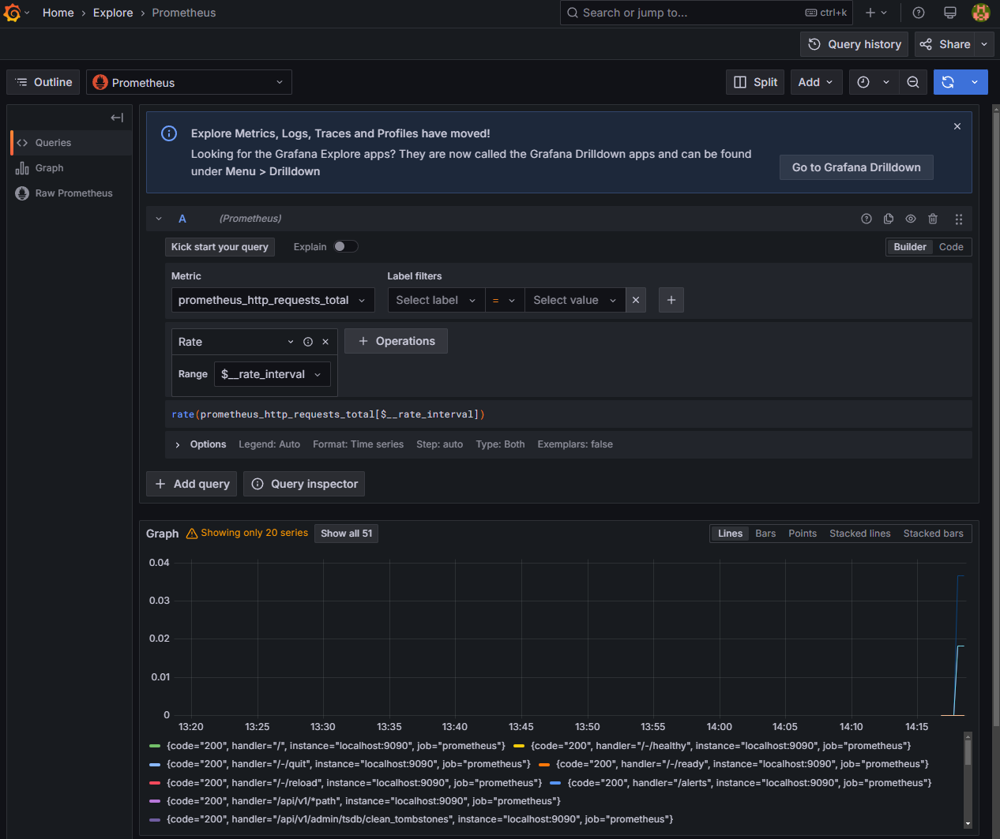 Home › Explore › Prometheus
Search or jump to...
ctrl+k
Query history
Share
Outline
Prometheus
Split
Add
Queries
Graph
Raw Prometheus
Explore Metrics, Logs, Traces and Profiles have moved!
Looking for the Grafana Explore apps? They are now called the Grafana Drilldown apps and can be found
under Menu > Drilldown
Go to Grafana Drilldown
A (Prometheus)
Kick start your query
Explain
Builder Code
Metric
Label filters
prometheus_http_requests_total
Select label
=
Select value
Rate
Operations
Range
$__rate_interval
rate(prometheus_http_requests_total[$__rate_interval])
Options Legend: Auto Format: Time series Step: auto Type: Both Exemplars: false
+ Add query
Query inspector
Graph
Showing only 20 series
Show all 51
Lines Bars Points Stacked lines Stacked bars
0.04
0.03
0.02
0.01
0
13:20 13:25 13:30 13:35 13:40 13:45 13:50 13:55 14:00 14:05 14:10 14:15
{code="200", handler="/", instance="localhost:9090", job="prometheus"} {code="200", handler="/-/healthy", instance="localhost:9090", job="prometheus"}
{code="200", handler="/-/quit", instance="localhost:9090", job="prometheus"} {code="200", handler="/-/ready", instance="localhost:9090", job="prometheus"}
{code="200", handler="/-/reload", instance="localhost:9090", job="prometheus"} {code="200", handler="/alerts", instance="localhost:9090", job="prometheus"}
{code="200", handler="/api/v1/*path", instance="localhost:9090", job="prometheus"}
{code="200", handler="/api/v1/admin/tsdb/clean_tombstones", instance="localhost:9090", job="prometheus"}